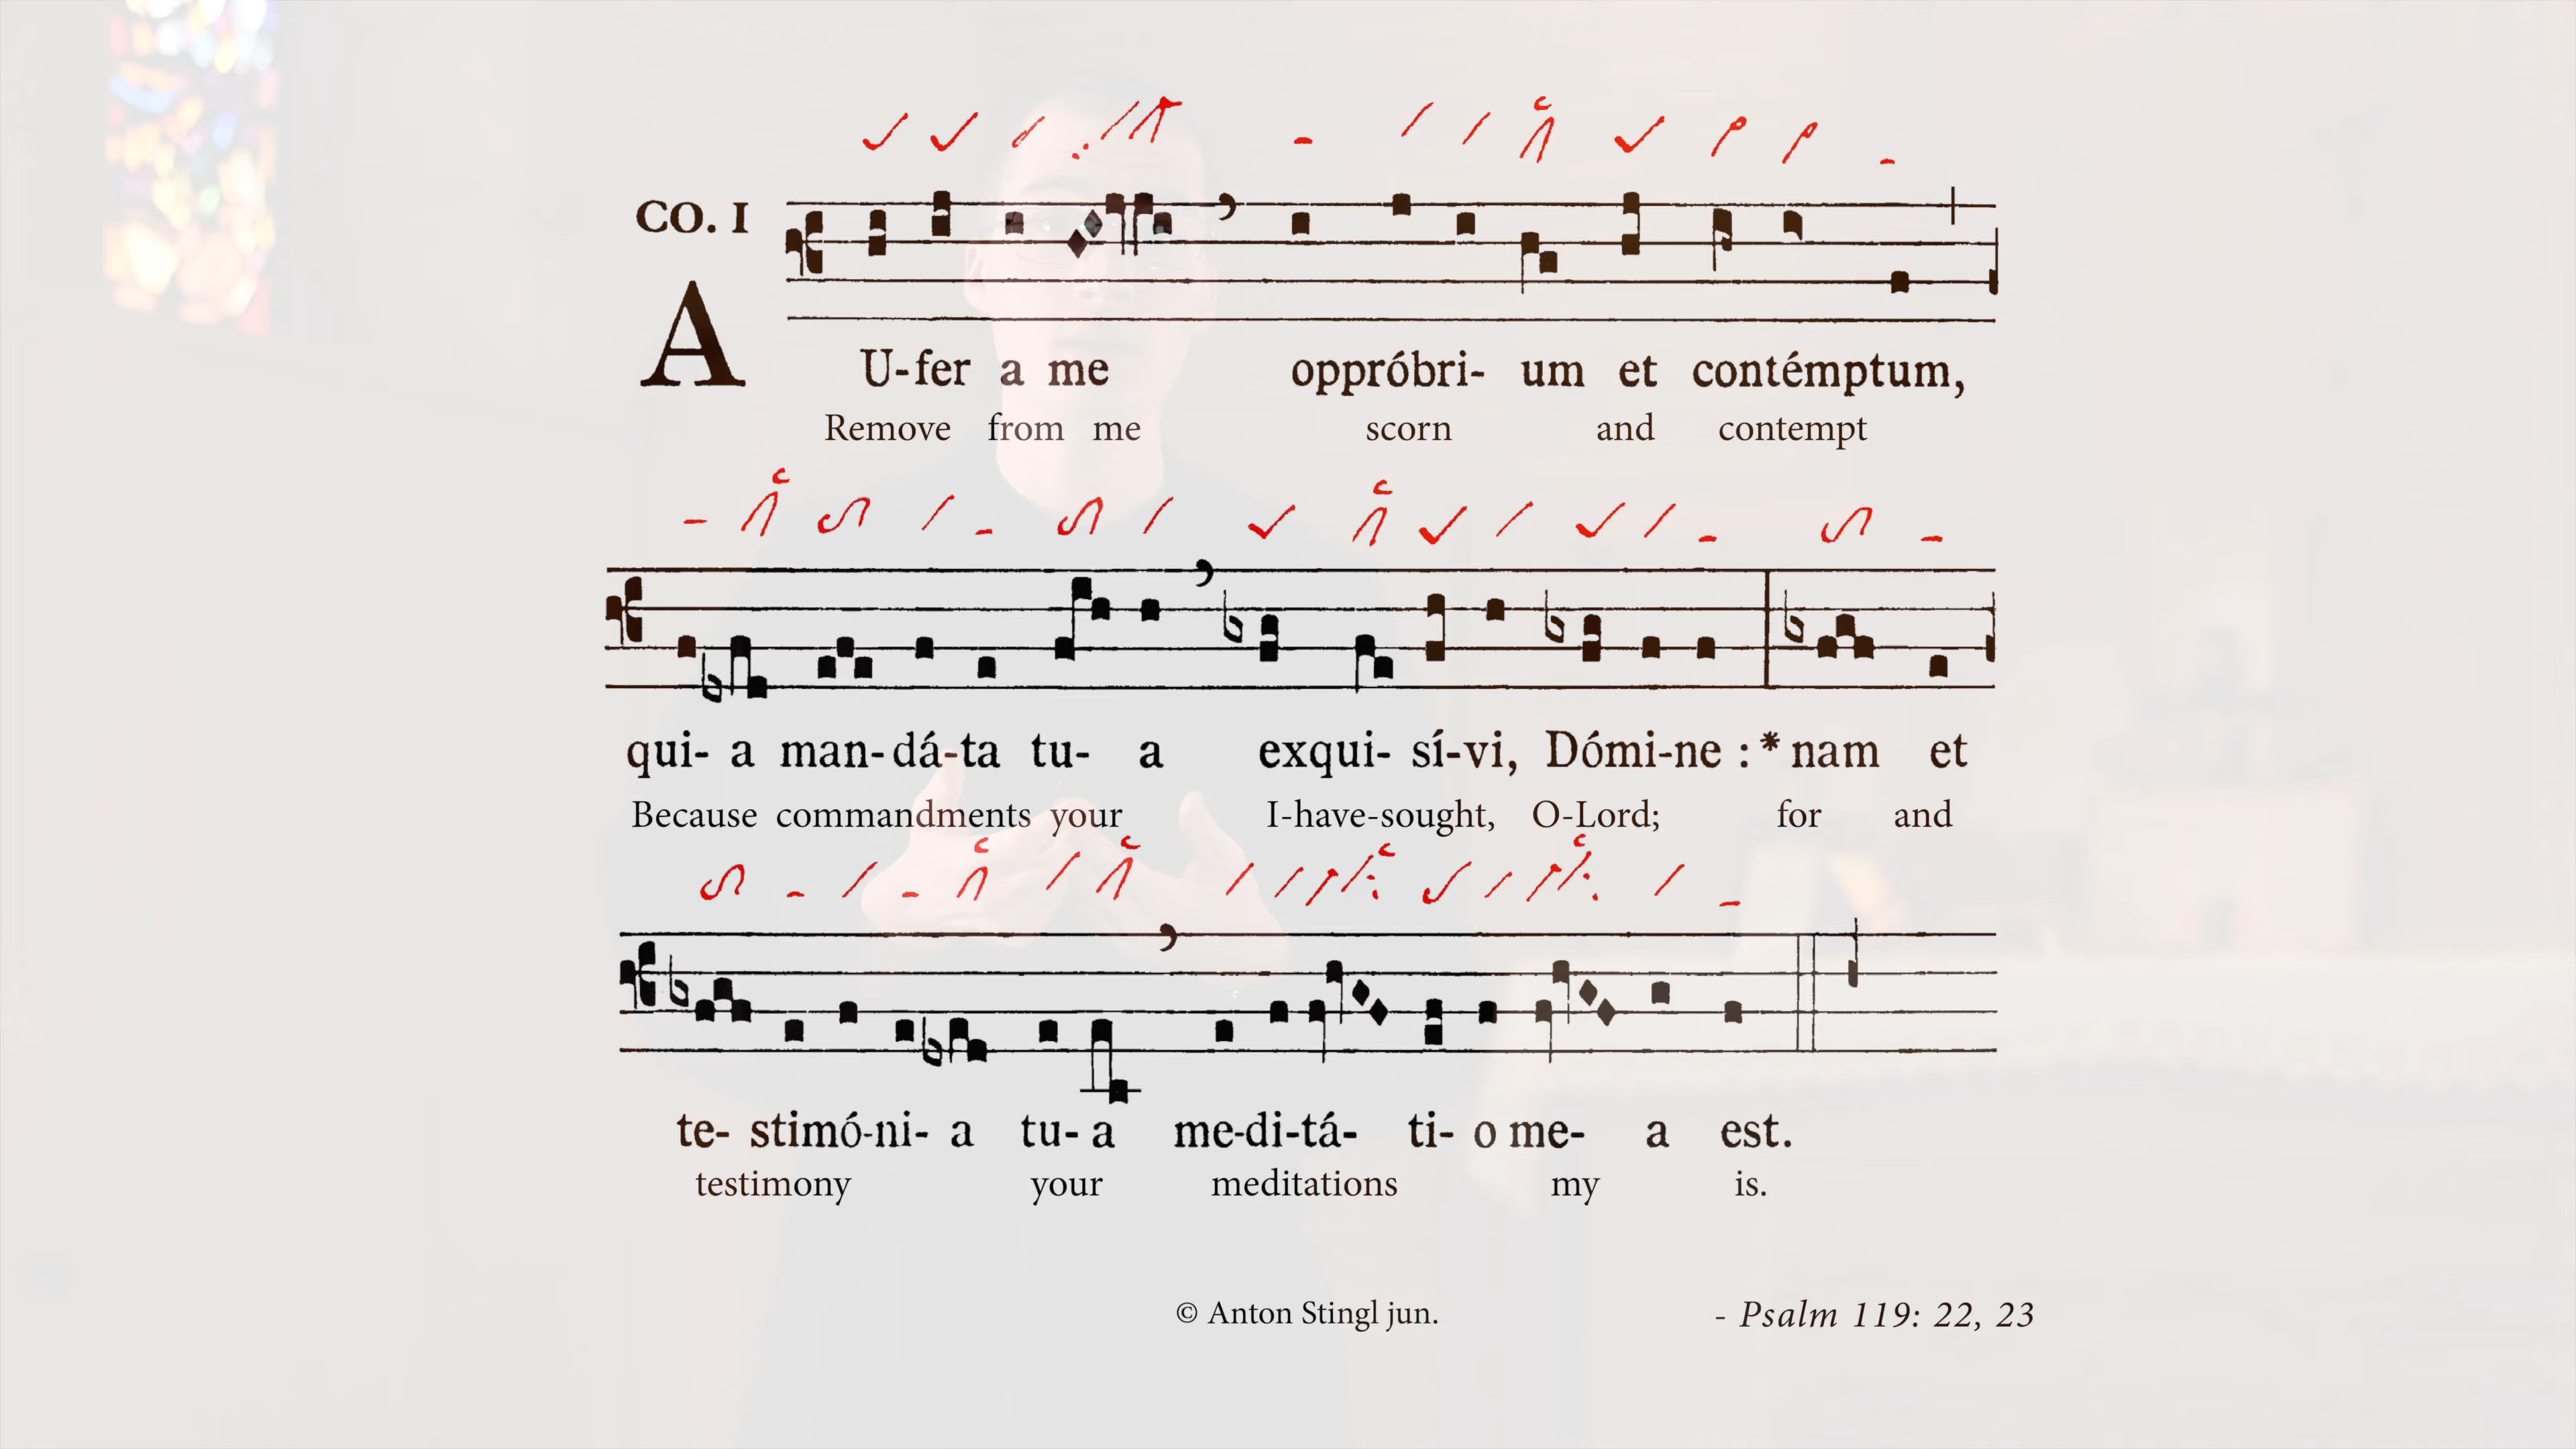 CO. I
AU-fer a me oppróbri- um et contémptum,
Remove from me scorn and contempt
qui- a man-dá-ta tu- a exqui- sí-vi, Dómi-ne : * nam et
Because commandments your I-have-sought, O-Lord; for and
te- stimó-ni- a tu- a me-di-tá- ti- o me- a est.
testimony your meditations my is.
© Anton Stingl jun.
- Psalm 119: 22, 23